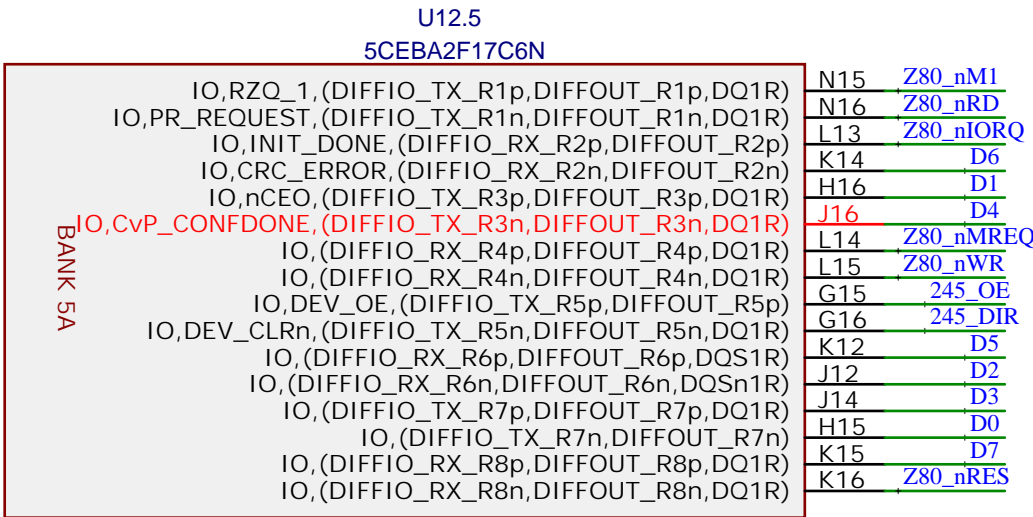 U12.5
5CEBA2F17C6N
IO,RZQ_1,(DIFFIO_TX_R1p,DIFFOUT_R1p,DQ1R) N15 Z80_nM1
IO,PR_REQUEST,(DIFFIO_TX_R1n,DIFFOUT_R1n,DQ1R) N16 Z80_nRD
IO,INIT_DONE,(DIFFIO_RX_R2p,DIFFOUT_R2p) L13 Z80_nIORQ
IO,CRC_ERROR,(DIFFIO_RX_R2n,DIFFOUT_R2n) K14 D6
IO,nCEO,(DIFFIO_TX_R3p,DIFFOUT_R3p,DQ1R) H16 D1
IO,CvP_CONFDONE,(DIFFIO_TX_R3n,DIFFOUT_R3n,DQ1R) J16 D4
IO,(DIFFIO_RX_R4p,DIFFOUT_R4p,DQ1R) L14 Z80_nMREQ
IO,(DIFFIO_RX_R4n,DIFFOUT_R4n,DQ1R) L15 Z80_nWR
IO,DEV_OE,(DIFFIO_TX_R5p,DIFFOUT_R5p) G15 245_OE
IO,DEV_CLRn,(DIFFIO_TX_R5n,DIFFOUT_R5n,DQ1R) G16 245_DIR
IO,(DIFFIO_RX_R6p,DIFFOUT_R6p,DQS1R) K12 D5
IO,(DIFFIO_RX_R6n,DIFFOUT_R6n,DQSn1R) J12 D2
IO,(DIFFIO_TX_R7p,DIFFOUT_R7p,DQ1R) J14 D3
IO,(DIFFIO_TX_R7n,DIFFOUT_R7n) H15 D0
IO,(DIFFIO_RX_R8p,DIFFOUT_R8p,DQ1R) K15 D7
IO,(DIFFIO_RX_R8n,DIFFOUT_R8n,DQ1R) K16 Z80_nRES
BANK 5A